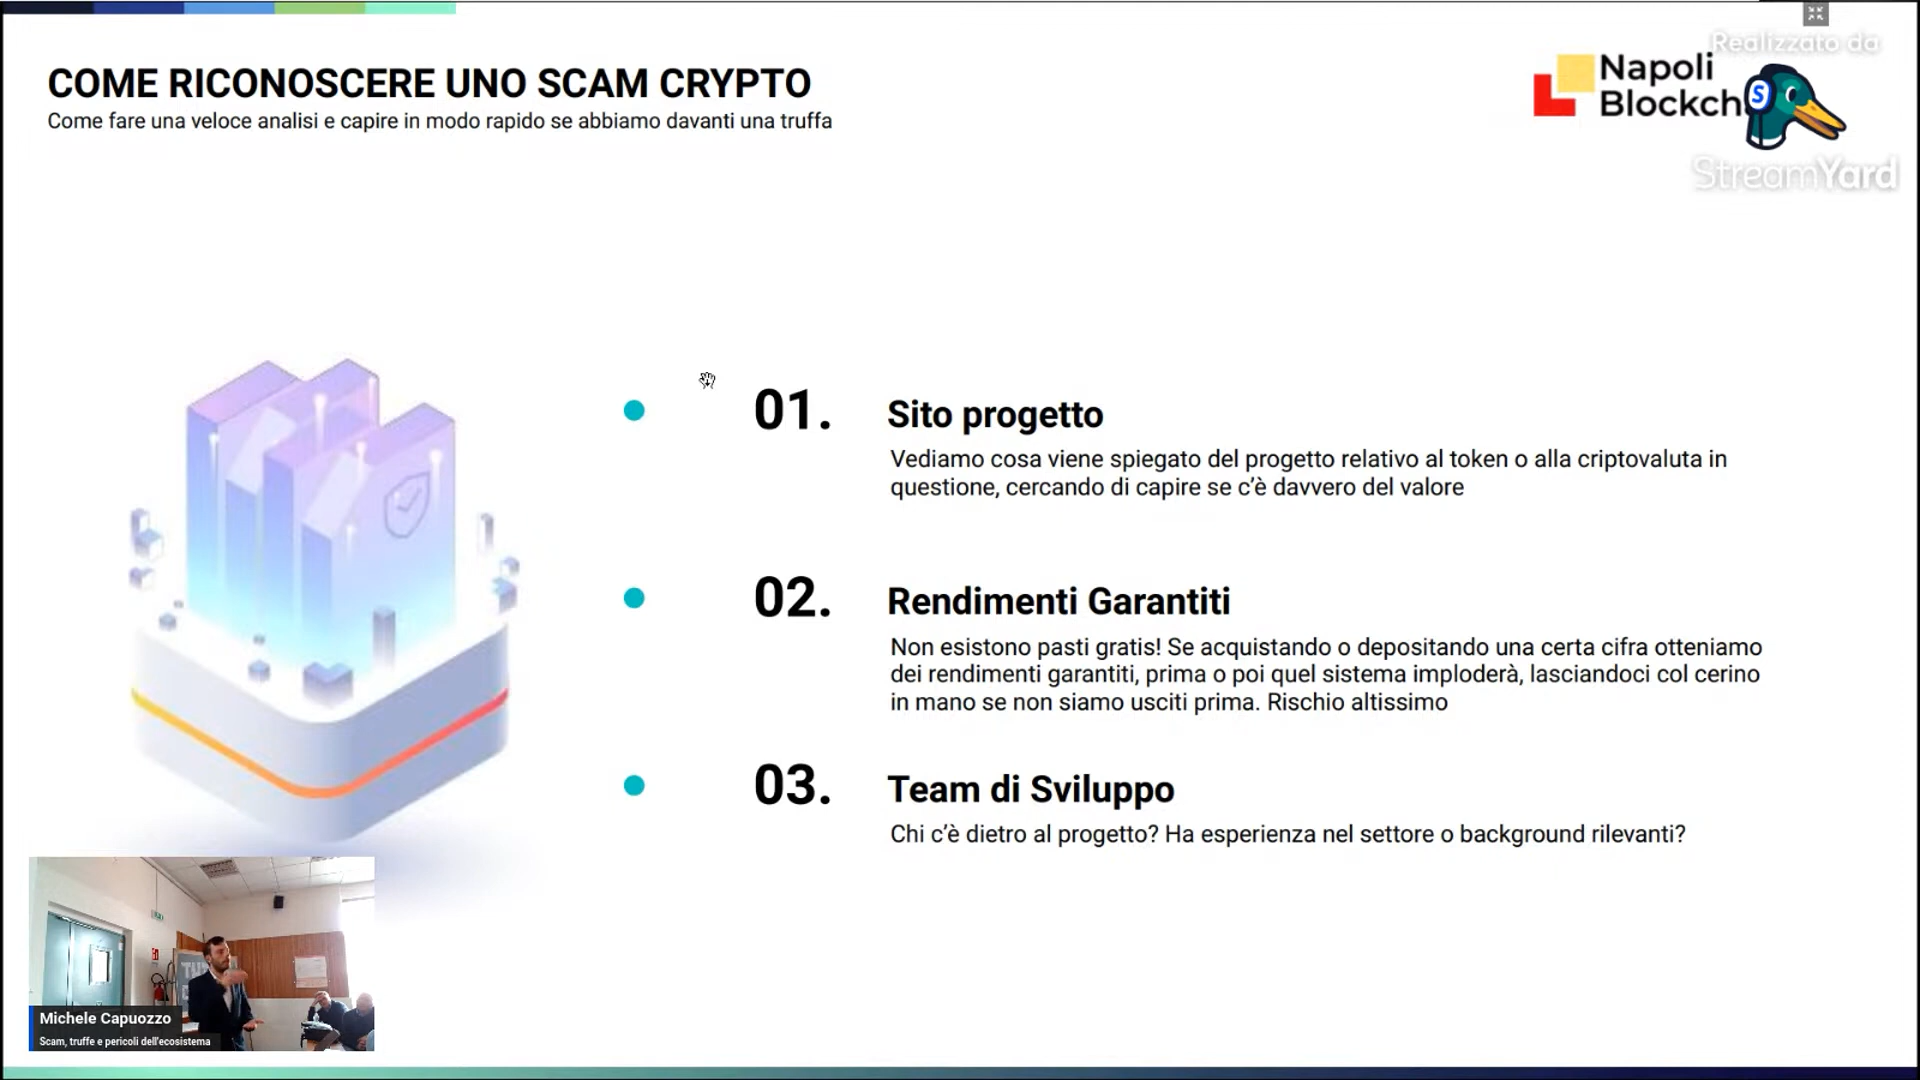 COME RICONOSCERE UNO SCAM CRYPTO
Come fare una veloce analisi e capire in modo rapido se abbiamo davanti una truffa
Realizzato da
Napoli
Blockch
S
StreamYard
01.
Sito progetto
Vediamo cosa viene spiegato del progetto relativo al token o alla criptovaluta in
questione, cercando di capire se c’è davvero del valore
02.
Rendimenti Garantiti
Non esistono pasti gratis! Se acquistando o depositando una certa cifra otteniamo
dei rendimenti garantiti, prima o poi quel sistema imploderà, lasciandoci col cerino
in mano se non siamo usciti prima. Rischio altissimo
03.
Team di Sviluppo
Chi c’è dietro al progetto? Ha esperienza nel settore o background rilevanti?
Michele Capuozzo
Scam, truffe e pericoli dell'ecosistema